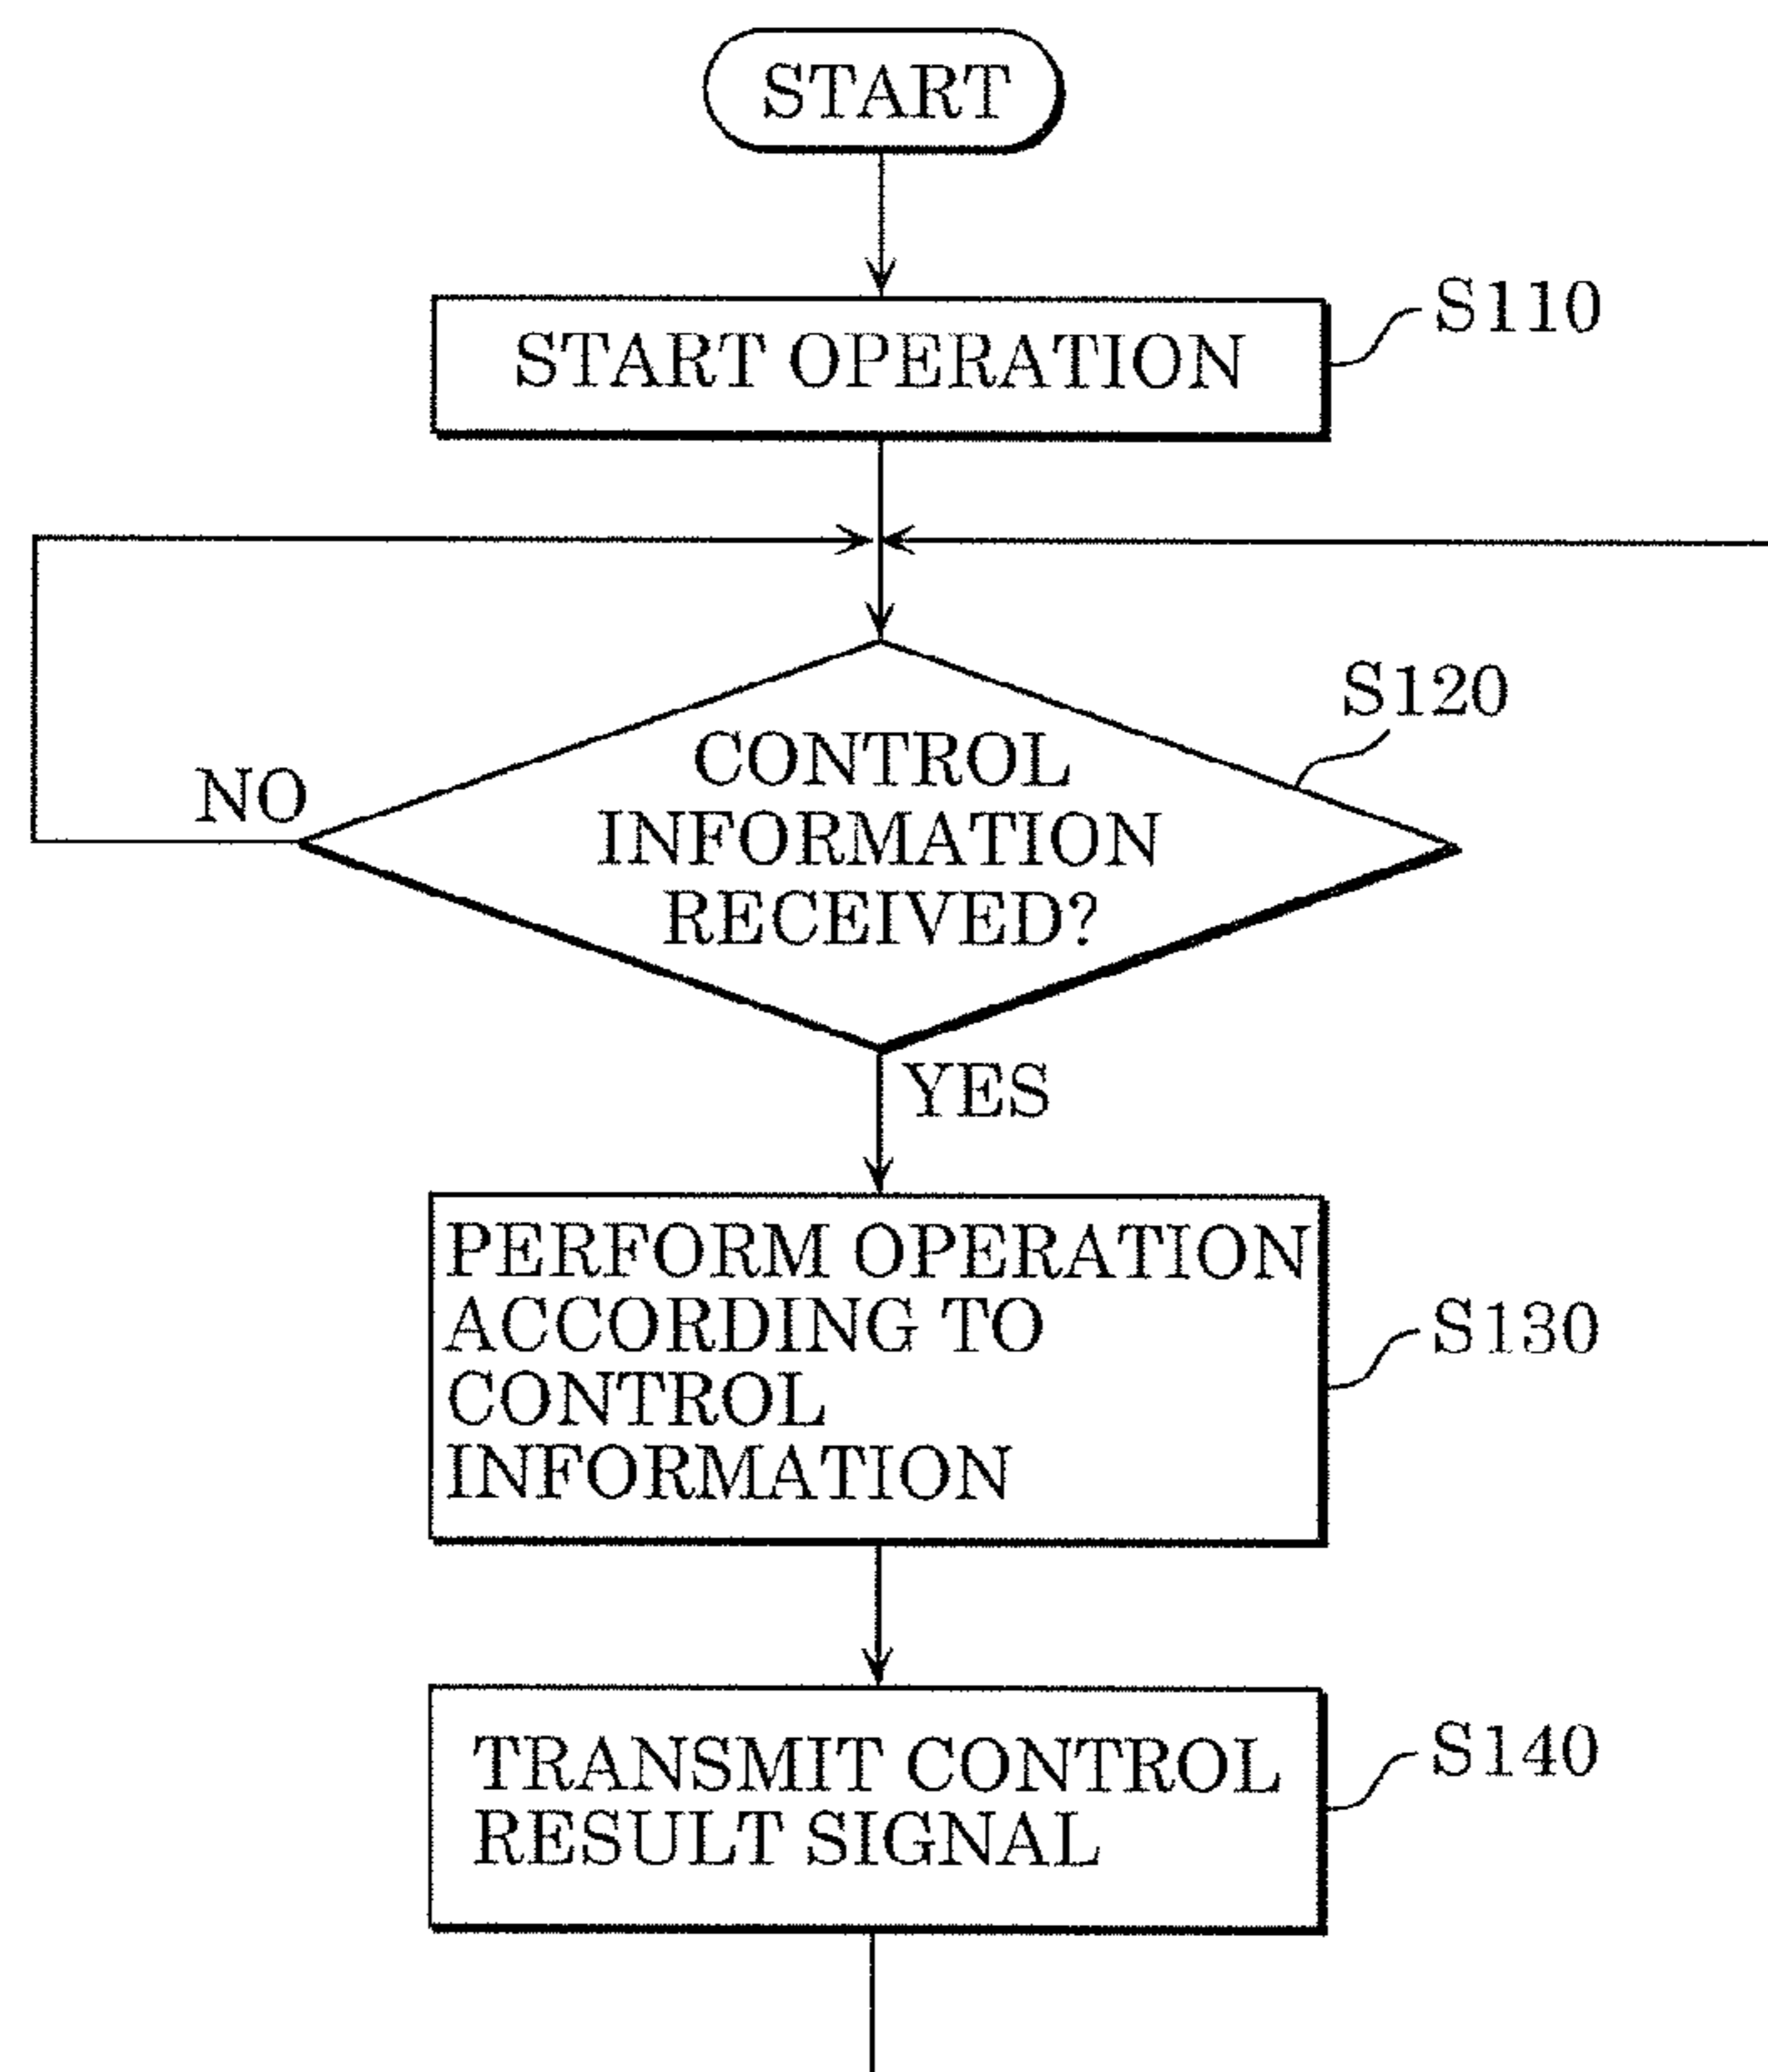 START
START OPERATION
S110
S120
CONTROL
INFORMATION
RECEIVED?
NO
YES
PERFORM OPERATION
ACCORDING TO
CONTROL
INFORMATION
S130
TRANSMIT CONTROL
RESULT SIGNAL
S140